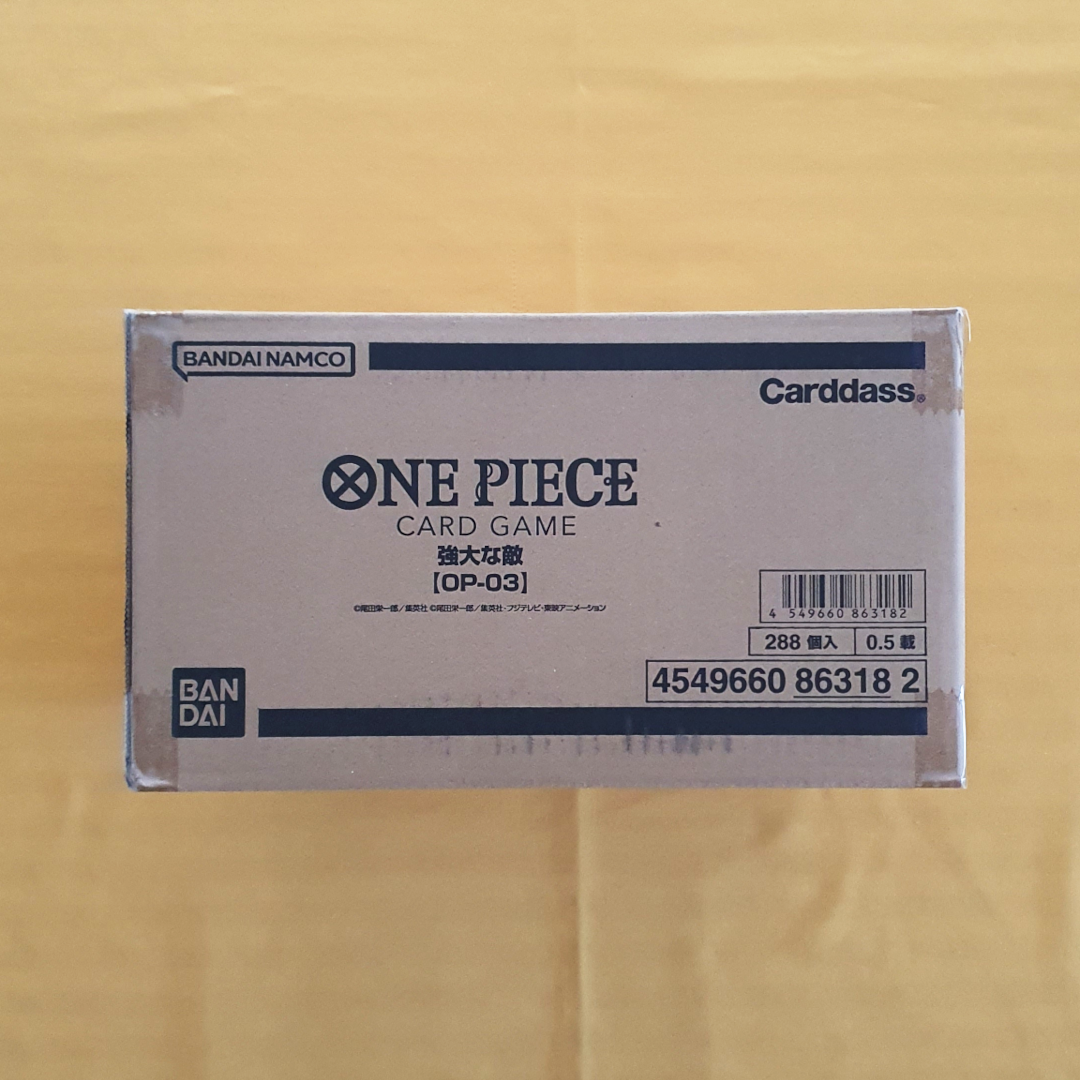 BANDAI NAMCO
Carddass®
ONE PIECE
CARD GAME
強大な敵
【OP-03】
©尾田栄一郎／集英社 ©尾田栄一郎／集英社・フジテレビ・東映アニメーション
4 549660 863182
288 個入 0.5 載
4549660 86318 2
BAN
DAI